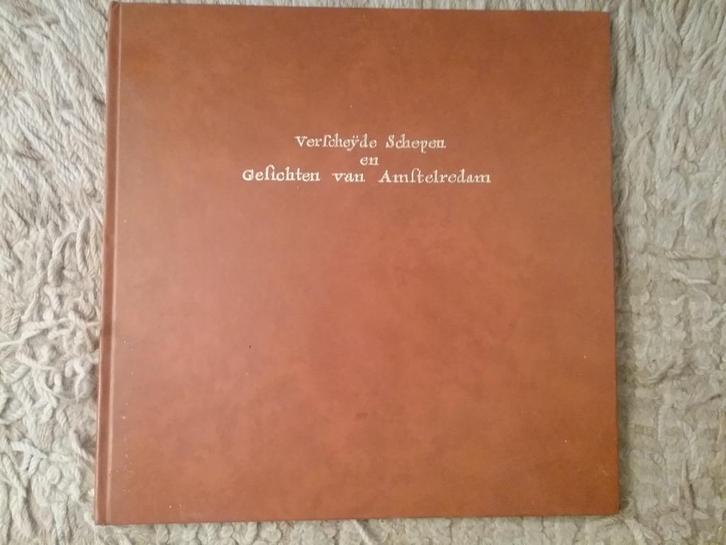 Verſcheÿde Schepen
en
Geſichten van Amſtelredam